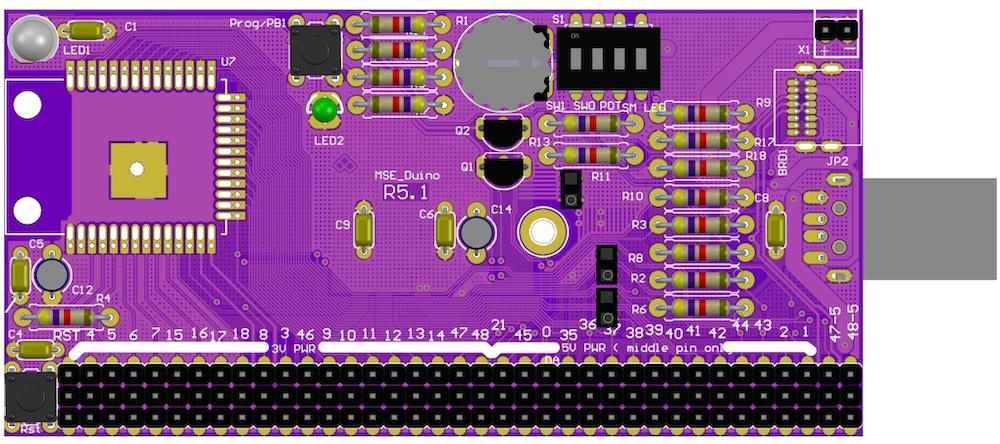 Prog/PB1
R1
S1
C1
LED1
X1 + −
U7
SW1 SW0 POT SM LED
R9
LED2
Q2
R13
R17
BRD1
R18
JP2
Q1
MSE_Duino
R5.1
R11
R10
C8
C9
C6
C14
R3
C5
R8
C12
R2
R4
R6
C4
RST 4 5 6 7 15 16 17 18 8 3 46 9 10 11 12 13 14 47 48 21 45 0 35 36 37 38 39 40 41 42 44 43 2 1 47-5 48-5
3V PWR
5V PWR ( middle pin only
Rst